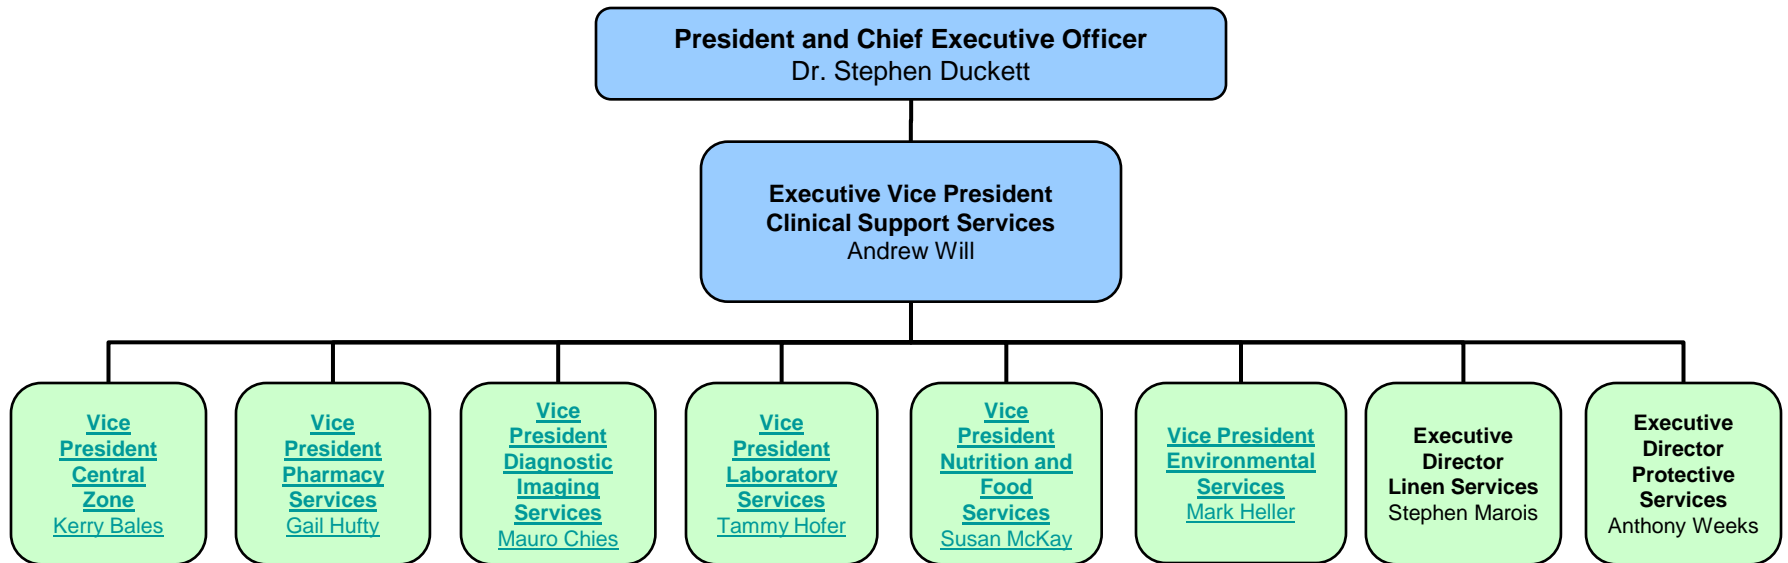 President and Chief Executive Officer
Dr. Stephen Duckett
Executive Vice President
Clinical Support Services
Andrew Will
Vice
President
Central
Zone
Kerry Bales
Vice
President
Pharmacy
Services
Gail Hufty
Vice
President
Diagnostic
Imaging
Services
Mauro Chies
Vice
President
Laboratory
Services
Tammy Hofer
Vice
President
Nutrition and
Food
Services
Susan McKay
Vice President
Environmental
Services
Mark Heller
Executive
Director
Linen Services
Stephen Marois
Executive
Director
Protective
Services
Anthony Weeks